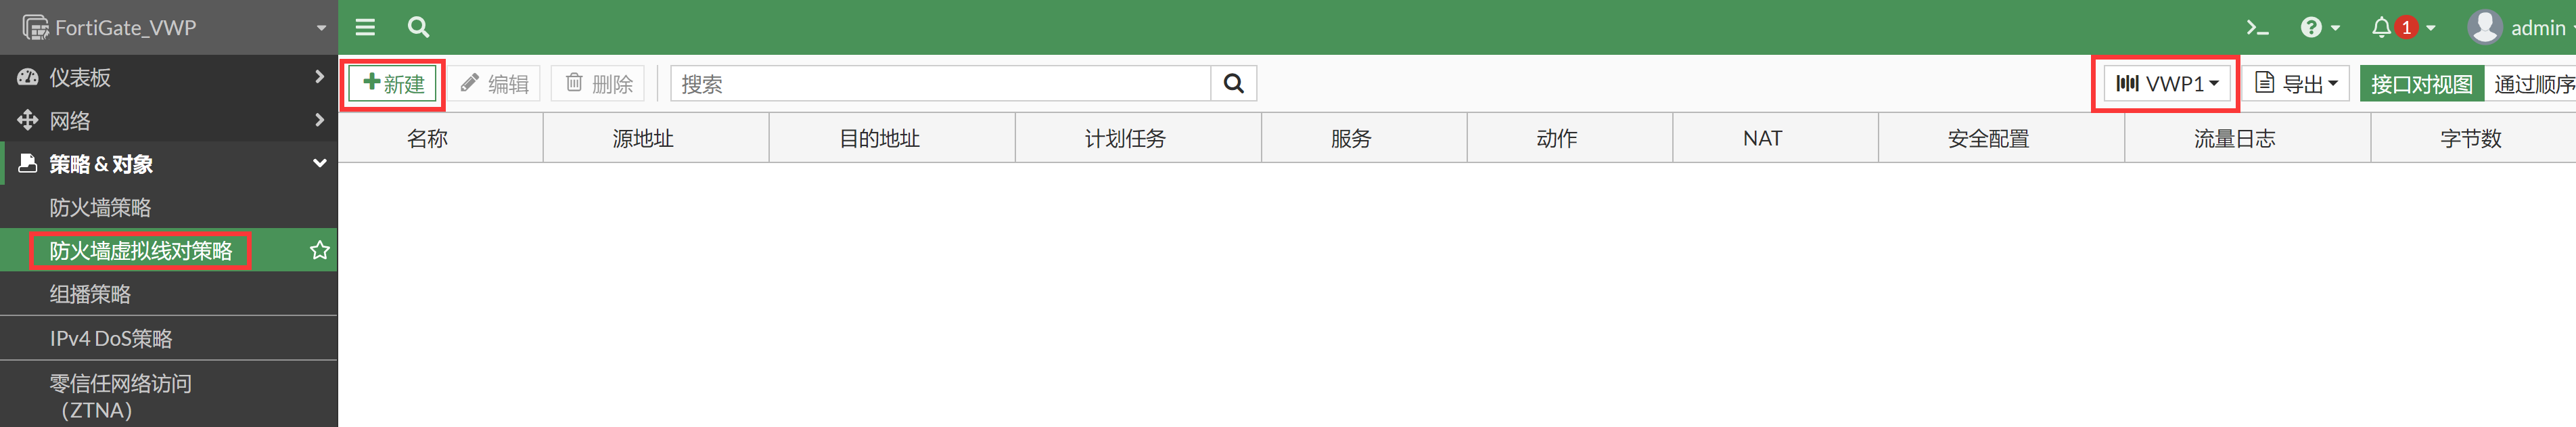 FortiGate_VWP
1
admin
仪表板
网络
策略 & 对象
防火墙策略
防火墙虚拟线对策略
组播策略
IPv4 DoS策略
零信任网络访问
（ZTNA）
新建 编辑 删除 搜索 VWP1 导出 接口对视图 通过顺序
名称 源地址 目的地址 计划任务 服务 动作 NAT 安全配置 流量日志 字节数